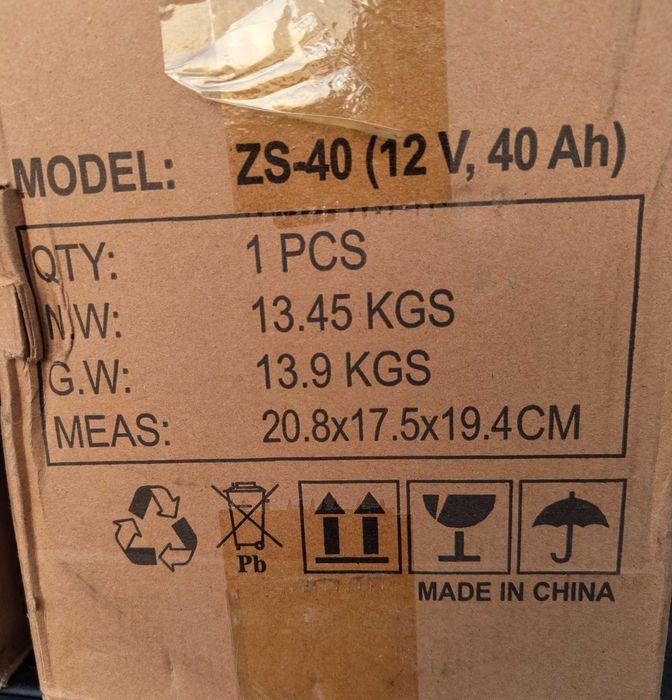 MODEL: ZS-40 (12 V, 40 Ah)
QTY: 1 PCS
N.W: 13.45 KGS
G.W: 13.9 KGS
MEAS: 20.8x17.5x19.4CM
Pb
MADE IN CHINA